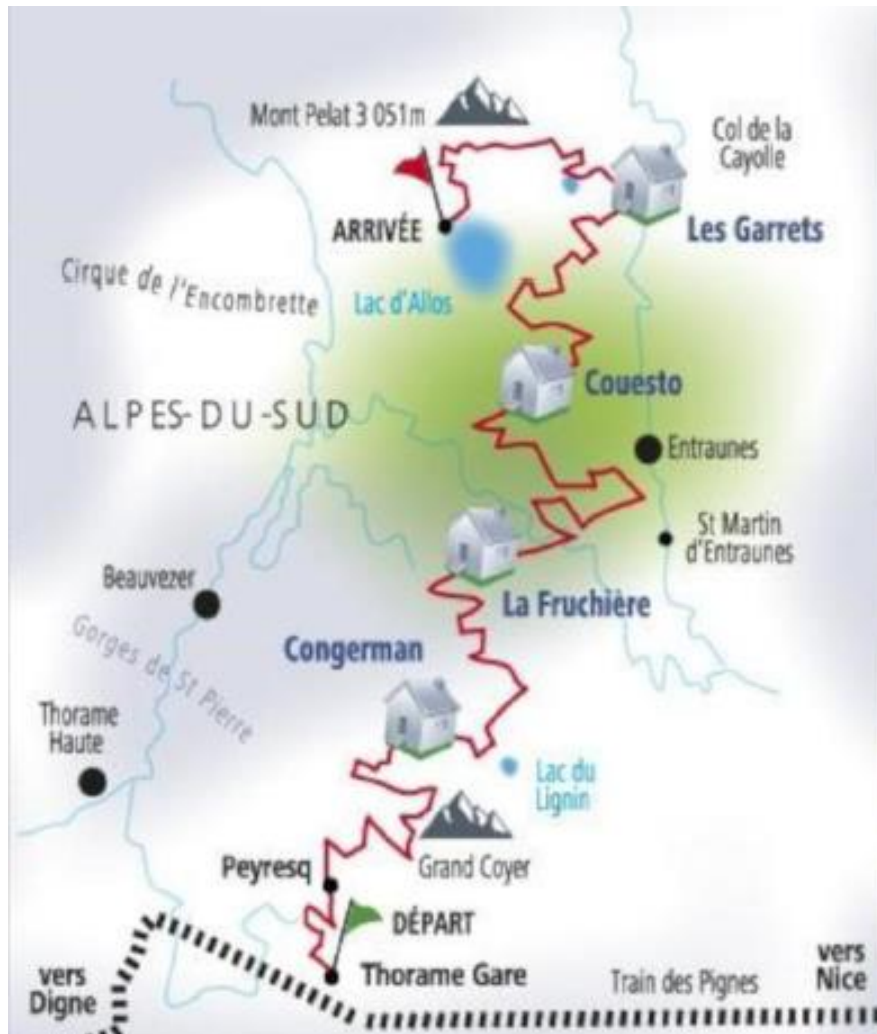 Mont Pelat 3 051m
Col de la
Cayolle
ARRIVÉE
Les Garrets
Cirque de l'Encombrette
Lac d'Allos
Couesto
ALPES-DU-SUD
Entraunes
St Martin
d'Entraunes
Beauvezer
La Fruchière
Gorges de St Pierre
Congerman
Thorame
Haute
Lac du
Lignin
Peyresq
Grand Coyer
DÉPART
vers
Digne
Thorame Gare
Train des Pignes
vers
Nice